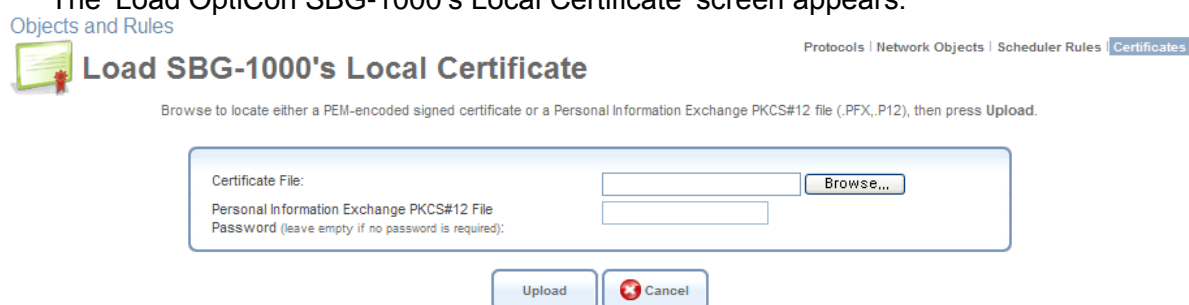 The 'Load OptiCon SBG-1000's Local Certificate' screen appears.
Objects and Rules
Protocols | Network Objects | Scheduler Rules | Certificates
Load SBG-1000's Local Certificate
Browse to locate either a PEM-encoded signed certificate or a Personal Information Exchange PKCS#12 file (.PFX,.P12), then press Upload.
Certificate File:
Browse...
Personal Information Exchange PKCS#12 File
Password (leave empty if no password is required):
Upload
Cancel